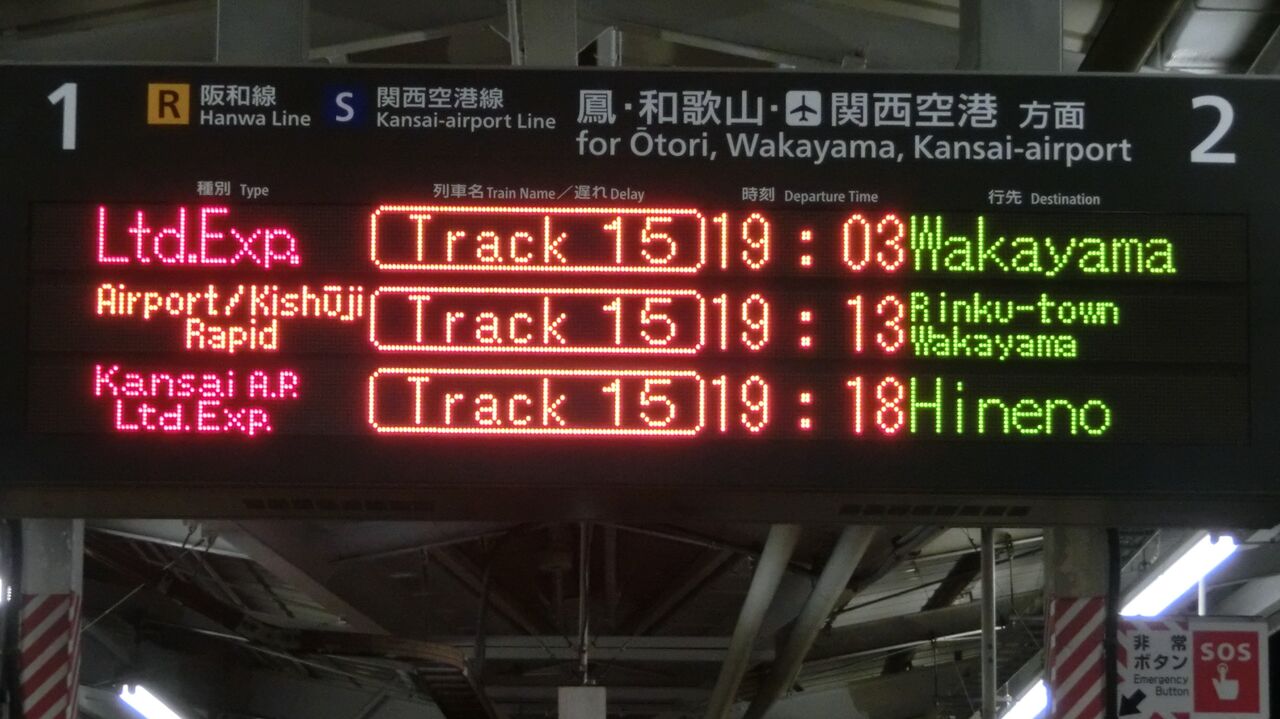 1
R 阪和線
Hanwa Line
S 関西空港線
Kansai-airport Line
鳳・和歌山・関西空港 方面
for Ōtori, Wakayama, Kansai-airport
2
種別 Type
列車名 Train Name／遅れ Delay
時刻 Departure Time
行先 Destination
Ltd.Exp. Track 15 19:03 Wakayama
Airport/Kishūji
Rapid
Track 15 19:13
Rinku-town
Wakayama
Kansai A.P.
Ltd.Exp.
Track 15 19:18 Hineno
非常
ボタン
Emergency
Button
SOS